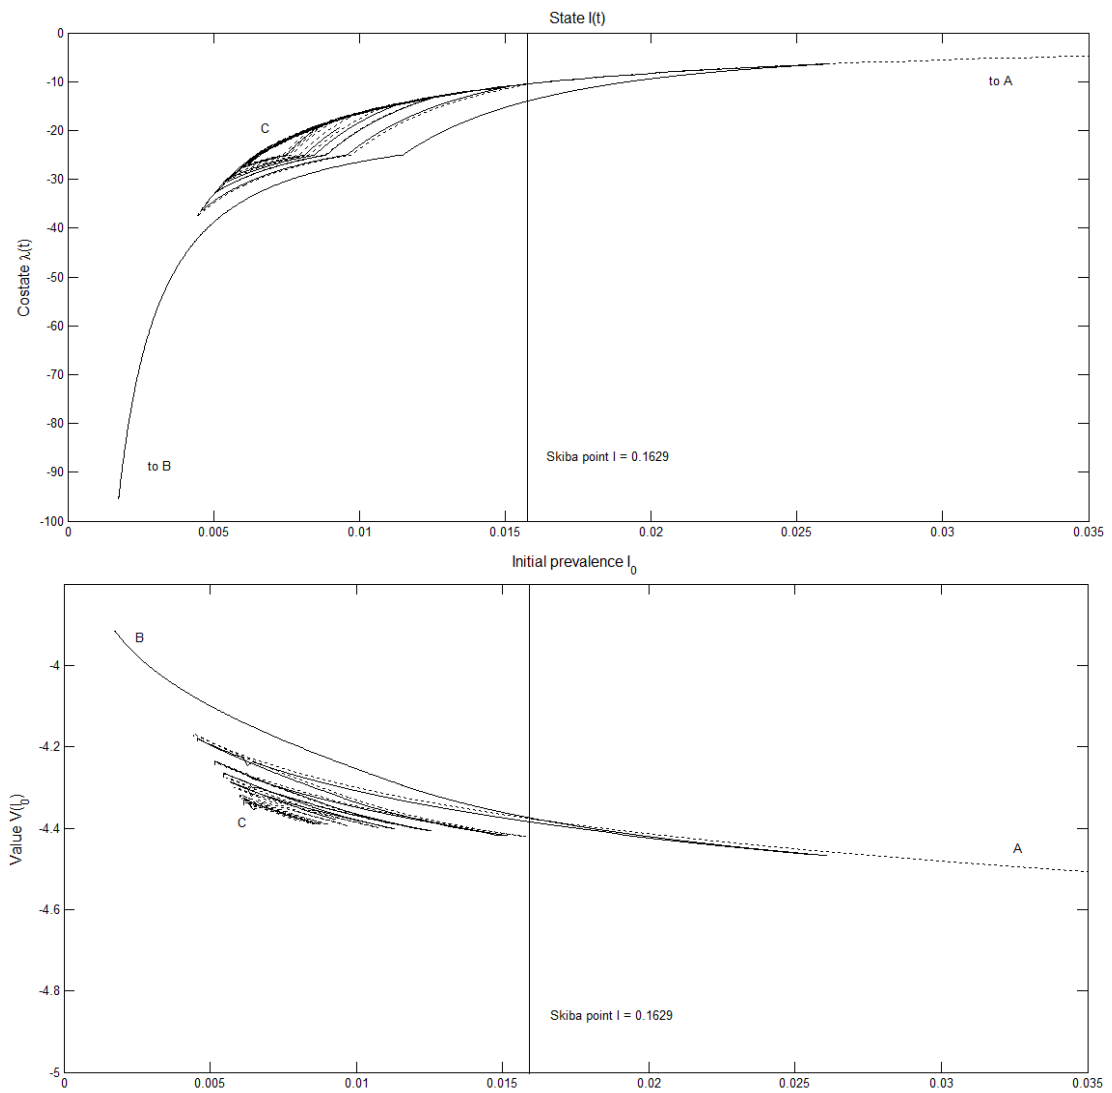 State I(t)
0
-10
to A
-20
C
-30
-40
-50
Costate λ(t)
-60
-70
-80
Skiba point I = 0.1629
to B
-90
-100
0 0.005 0.01 0.015 0.02 0.025 0.03 0.035
Initial prevalence I0
B
-4
-4.2
C
-4.4
Value V(I0)
A
-4.6
-4.8
Skiba point I = 0.1629
-5
0 0.005 0.01 0.015 0.02 0.025 0.03 0.035